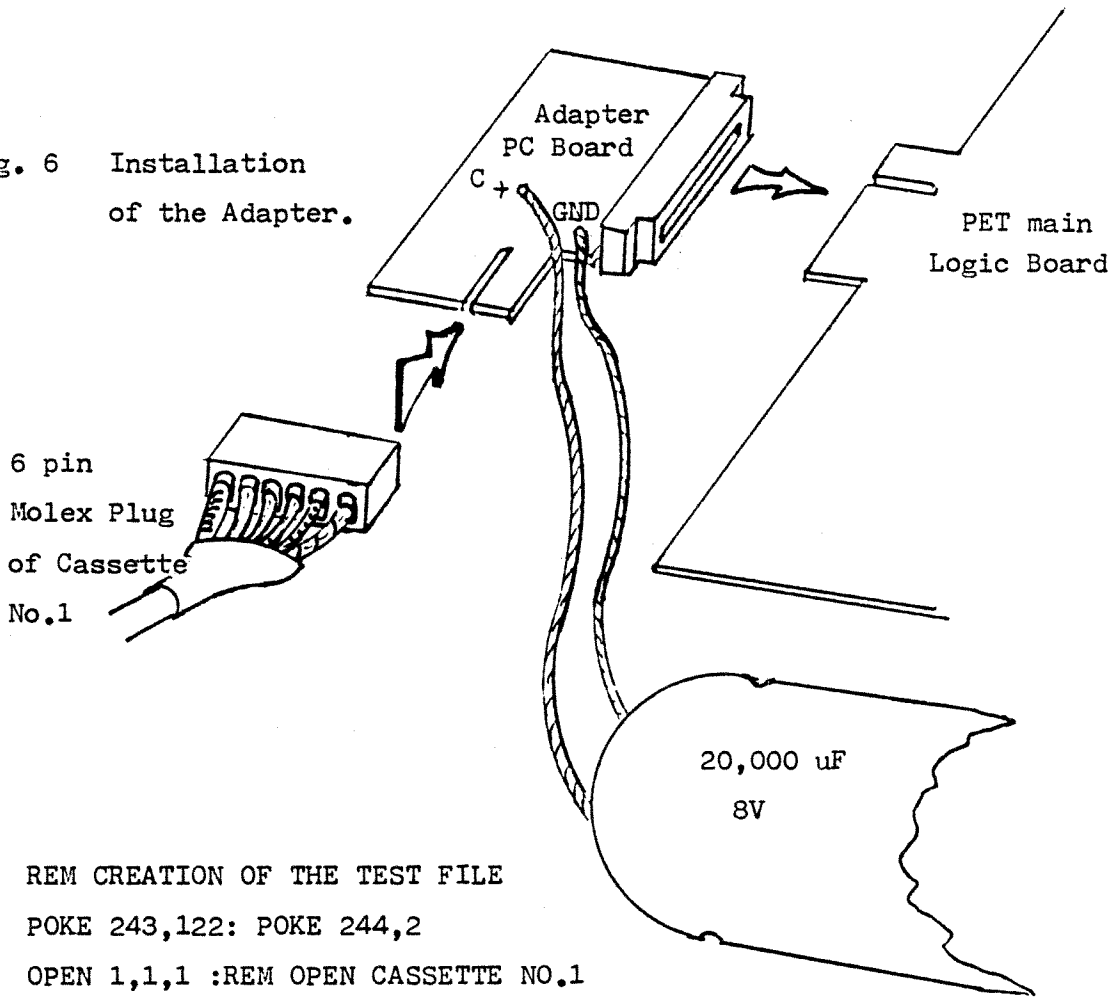 g. 6 Installation
of the Adapter.
Adapter
PC Board
C +
GND
PET main
Logic Board
6 pin
Molex Plug
of Cassette
No.1
20,000 uF
8V
REM CREATION OF THE TEST FILE
POKE 243,122: POKE 244,2
OPEN 1,1,1 :REM OPEN CASSETTE NO.1